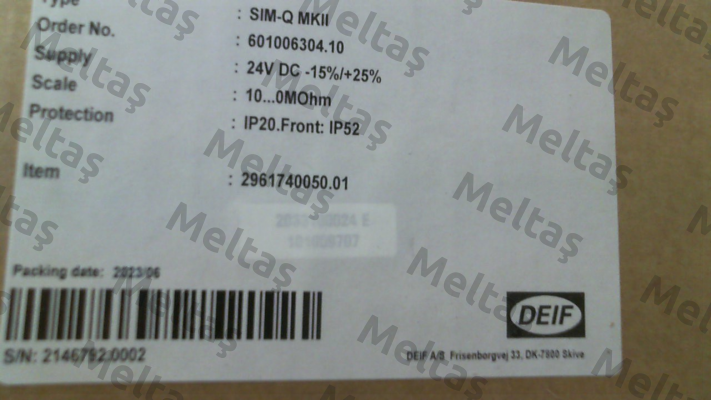 Type : SIM-Q MKII
Order No. : 601006304.10
Supply : 24V DC -15%/+25%
Scale : 10...0MOhm
Protection : IP20.Front: IP52
Item : 2961740050.01
Packing date: 2023/06
S/N: 2146792.0002
DEIF
DEIF A/S Frisenborgvej 33, DK-7800 Skive
Meltaş